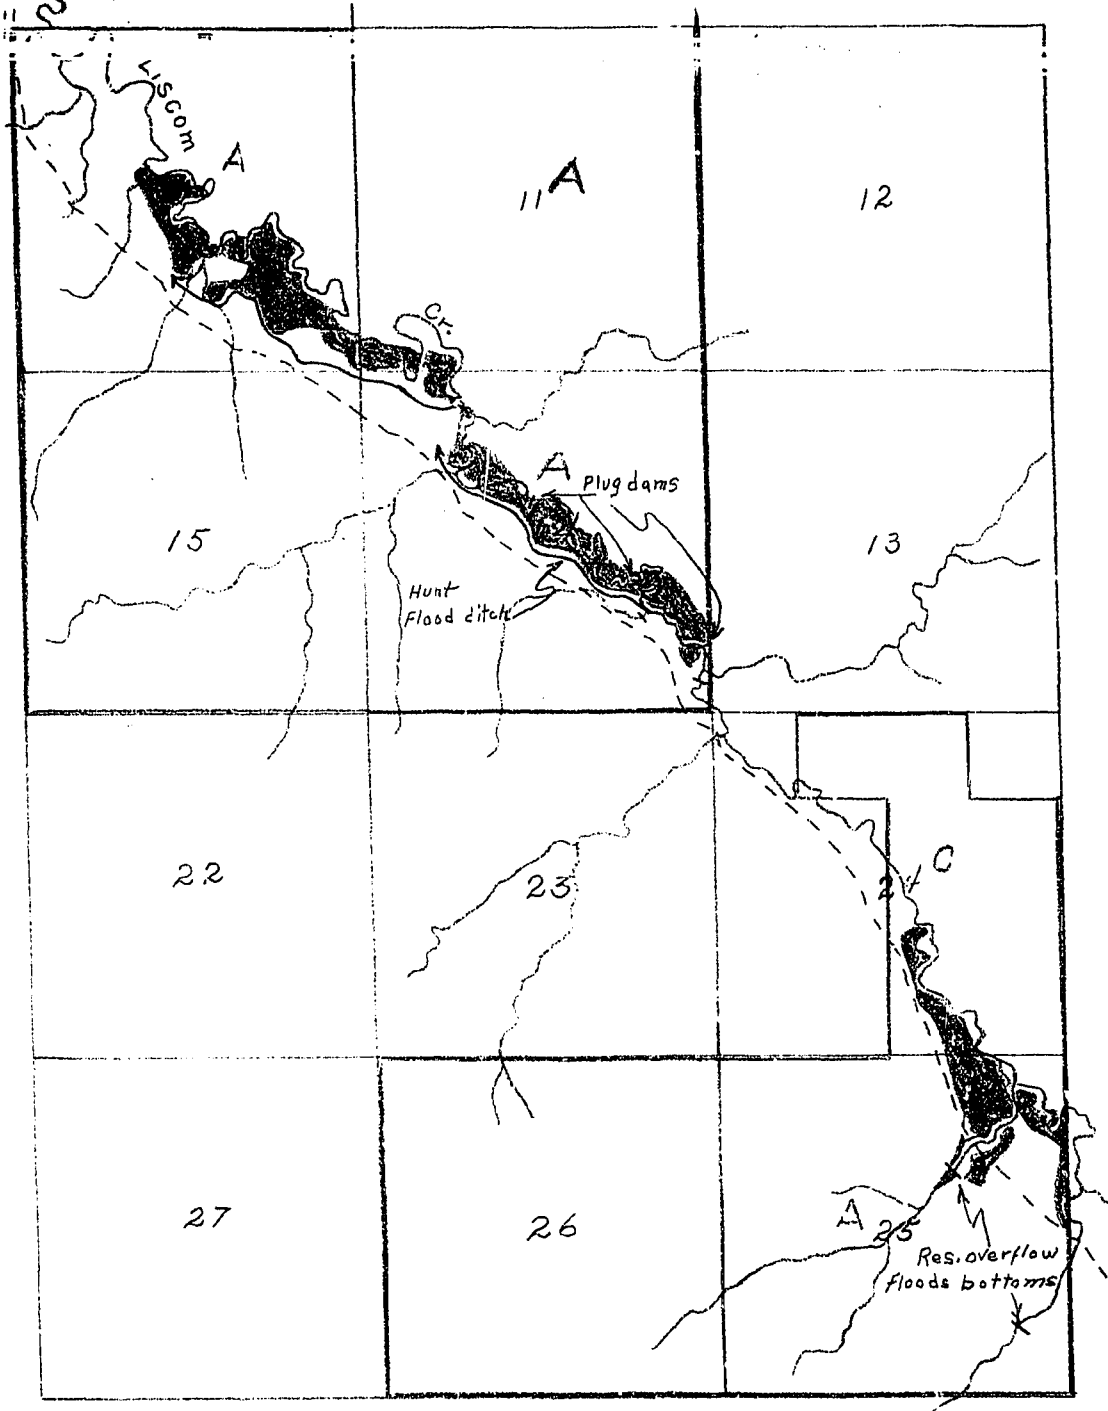 Liscom
A
11 A
12
Cr.
A
Plug dams
15
13
Hunt
Flood ditch
22
23
24
C
27
26
A
25
Res. overflow
floods bottoms